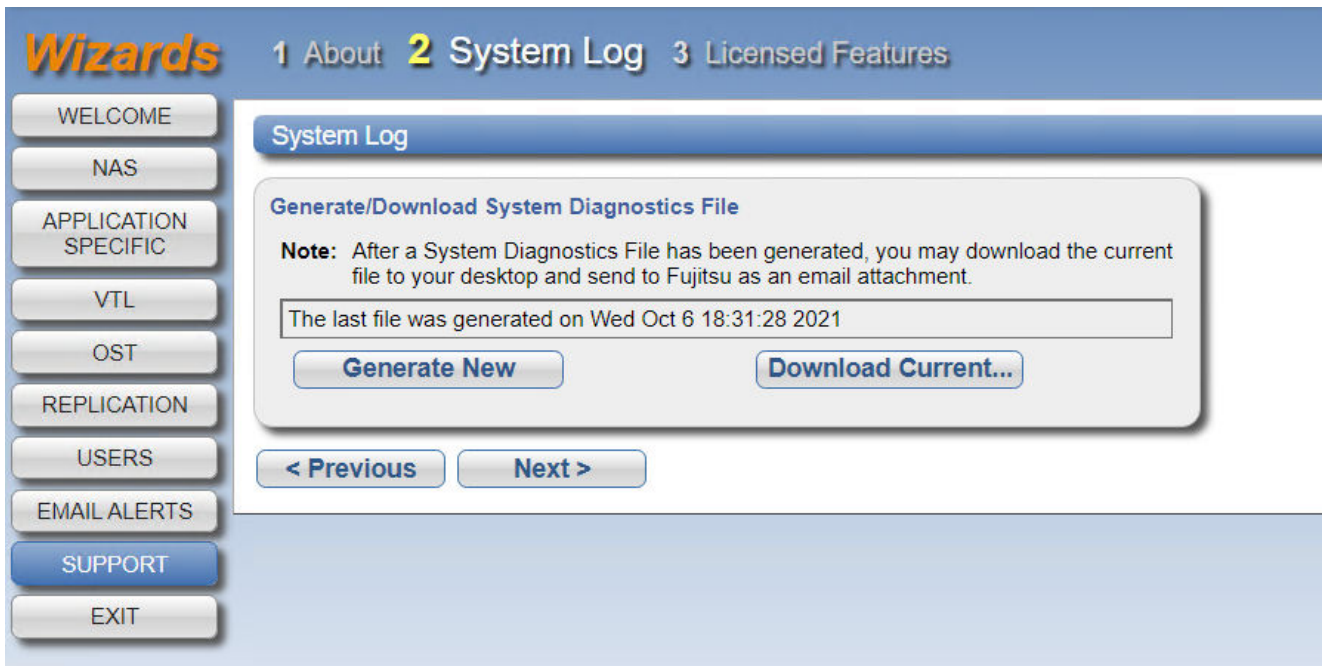 Wizards
1 About 2 System Log 3 Licensed Features
WELCOME
NAS
APPLICATION
SPECIFIC
VTL
OST
REPLICATION
USERS
EMAIL ALERTS
SUPPORT
EXIT
System Log
Generate/Download System Diagnostics File
Note: After a System Diagnostics File has been generated, you may download the current
file to your desktop and send to Fujitsu as an email attachment.
The last file was generated on Wed Oct 6 18:31:28 2021
Generate New
Download Current...
< Previous
Next >